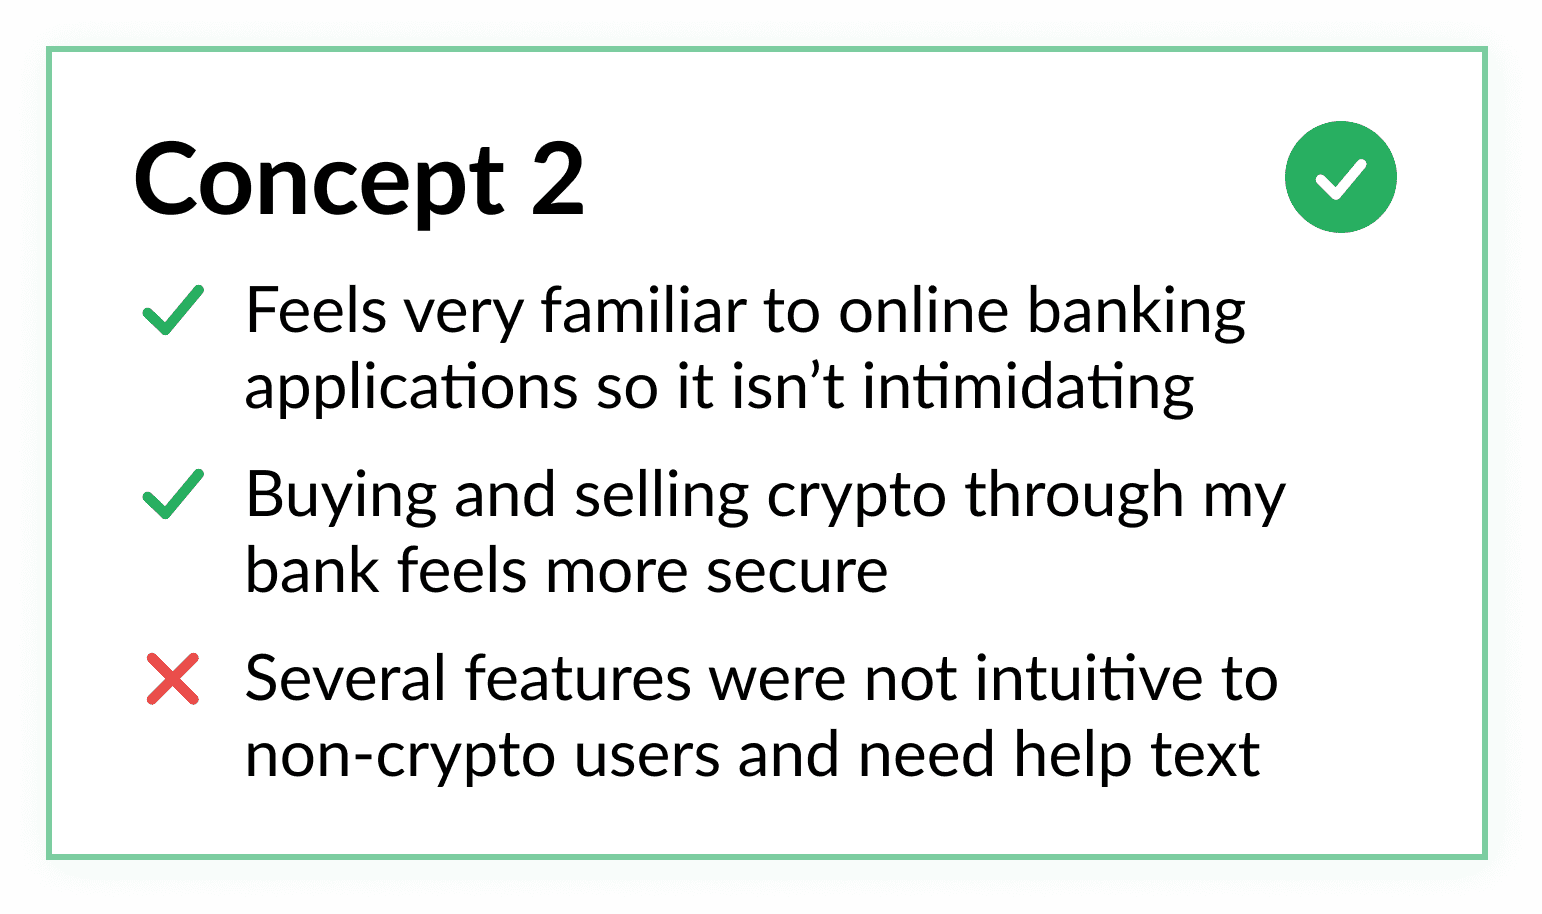 Concept 2
Feels very familiar to online banking
applications so it isn’t intimidating
Buying and selling crypto through my
bank feels more secure
Several features were not intuitive to
non-crypto users and need help text